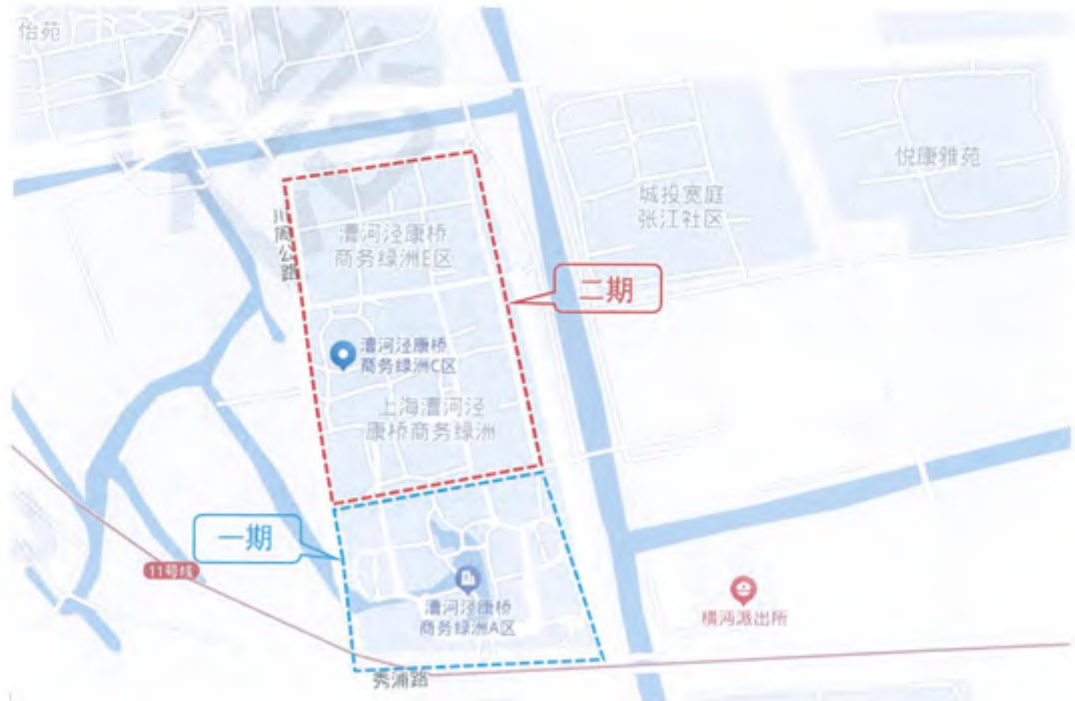 怡苑
悦康雅苑
城投宽庭
张江社区
川周公路
漕河泾康桥
商务绿洲E区
二期
漕河泾康桥
商务绿洲C区
上海漕河泾
康桥商务绿洲
一期
11号线
漕河泾康桥
商务绿洲A区
横沔派出所
秀浦路